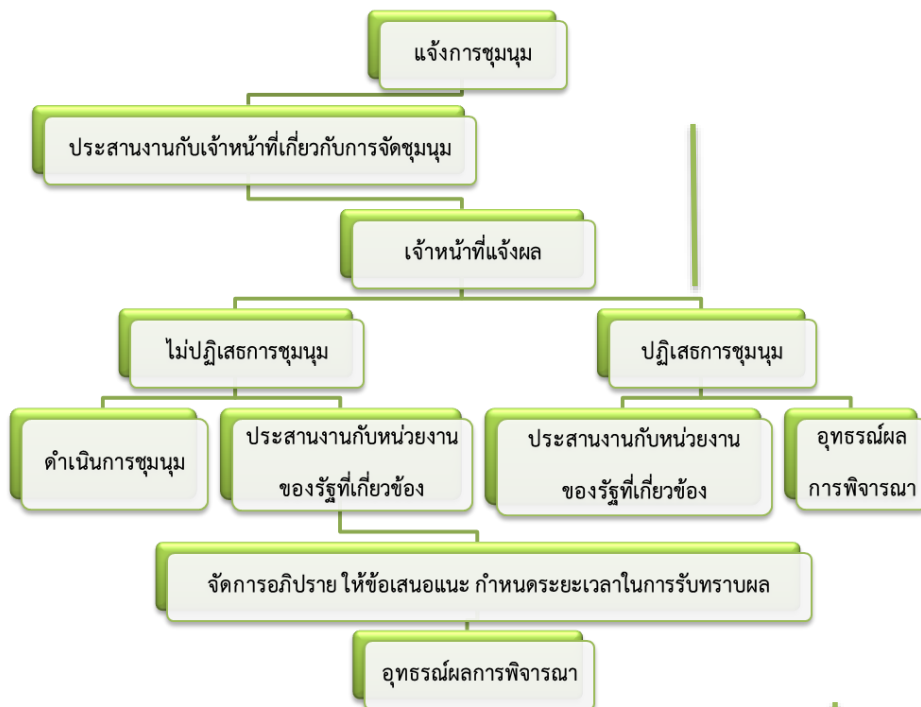 แจ้งการชุมนุม
ประสานงานกับเจ้าหน้าที่เกี่ยวกับการจัดชุมนุม
เจ้าหน้าที่แจ้งผล
ไม่ปฏิเสธการชุมนุม
ปฏิเสธการชุมนุม
ดำเนินการชุมนุม
ประสานงานกับหน่วยงาน
ของรัฐที่เกี่ยวข้อง
ประสานงานกับหน่วยงาน
ของรัฐที่เกี่ยวข้อง
อุทธรณ์ผล
การพิจารณา
จัดการอภิปราย ให้ข้อเสนอแนะ กำหนดระยะเวลาในการรับทราบผล
อุทธรณ์ผลการพิจารณา